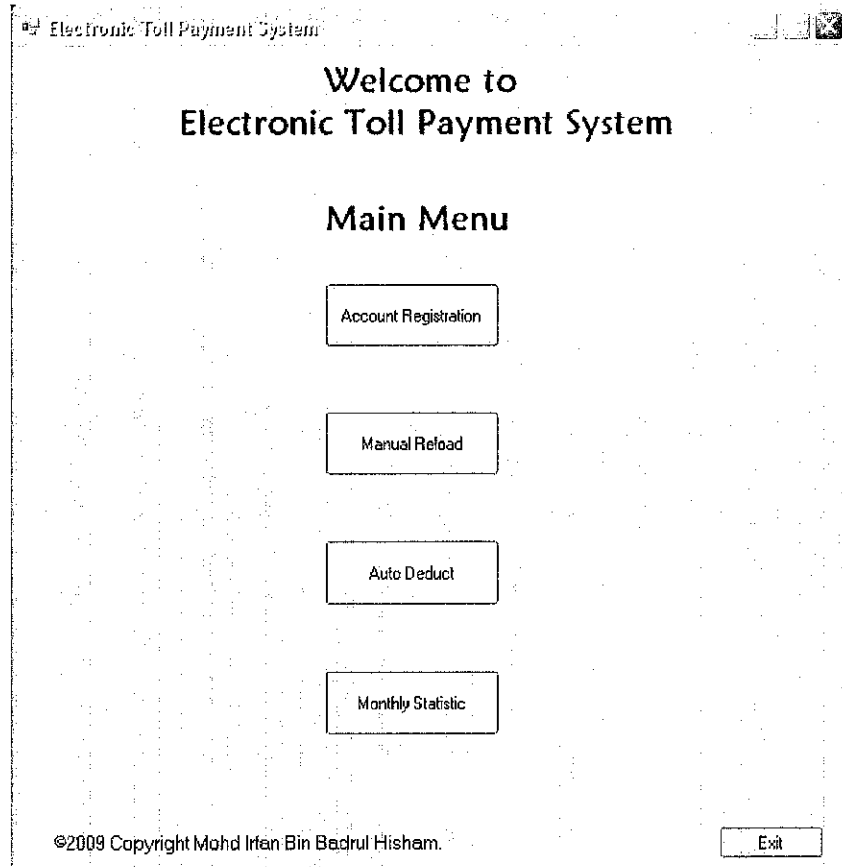 Electronic Toll Payment System
Welcome to
Electronic Toll Payment System
Main Menu
Account Registration
Manual Reload
Auto Deduct
Monthly Statistic
©2009 Copyright Mohd Irfan Bin Badrul Hisham.
Exit